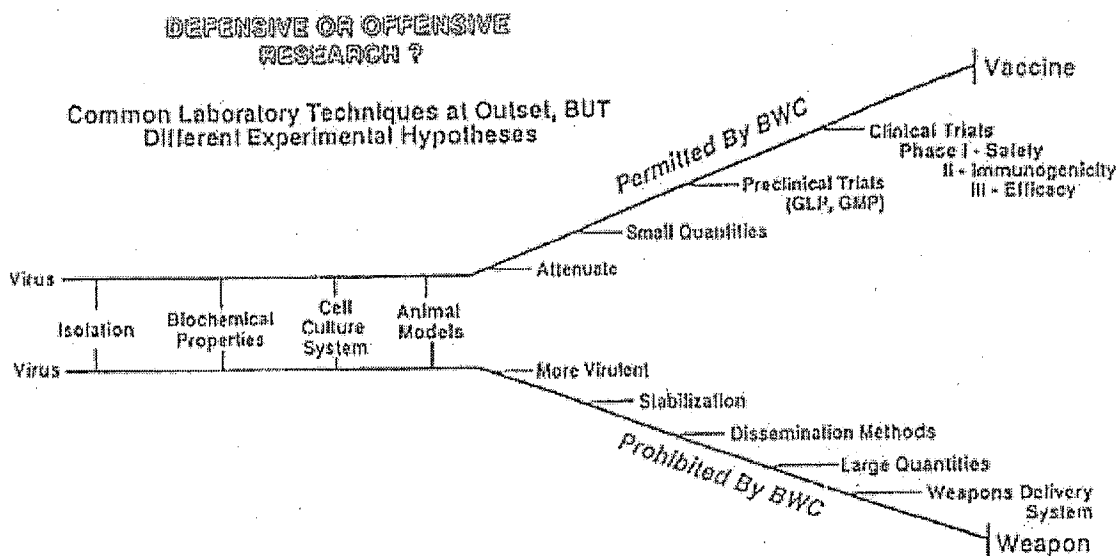 DEFENSIVE OR OFFENSIVE
RESEARCH ?
Common Laboratory Techniques at Outset, BUT
Different Experimental Hypotheses
Vaccine
Permitted By BWC
Clinical Trials
Phase I - Safety
II - Immunogenicity
III - Efficacy
Preclinical Trials
(GLP, GMP)
Small Quantities
Attenuate
Virus
Isolation
Biochemical
Properties
Cell
Culture
System
Animal
Models
Virus
More Virulent
Stabilization
Dissemination Methods
Large Quantities
Weapons Delivery
System
Prohibited By BWC
Weapon